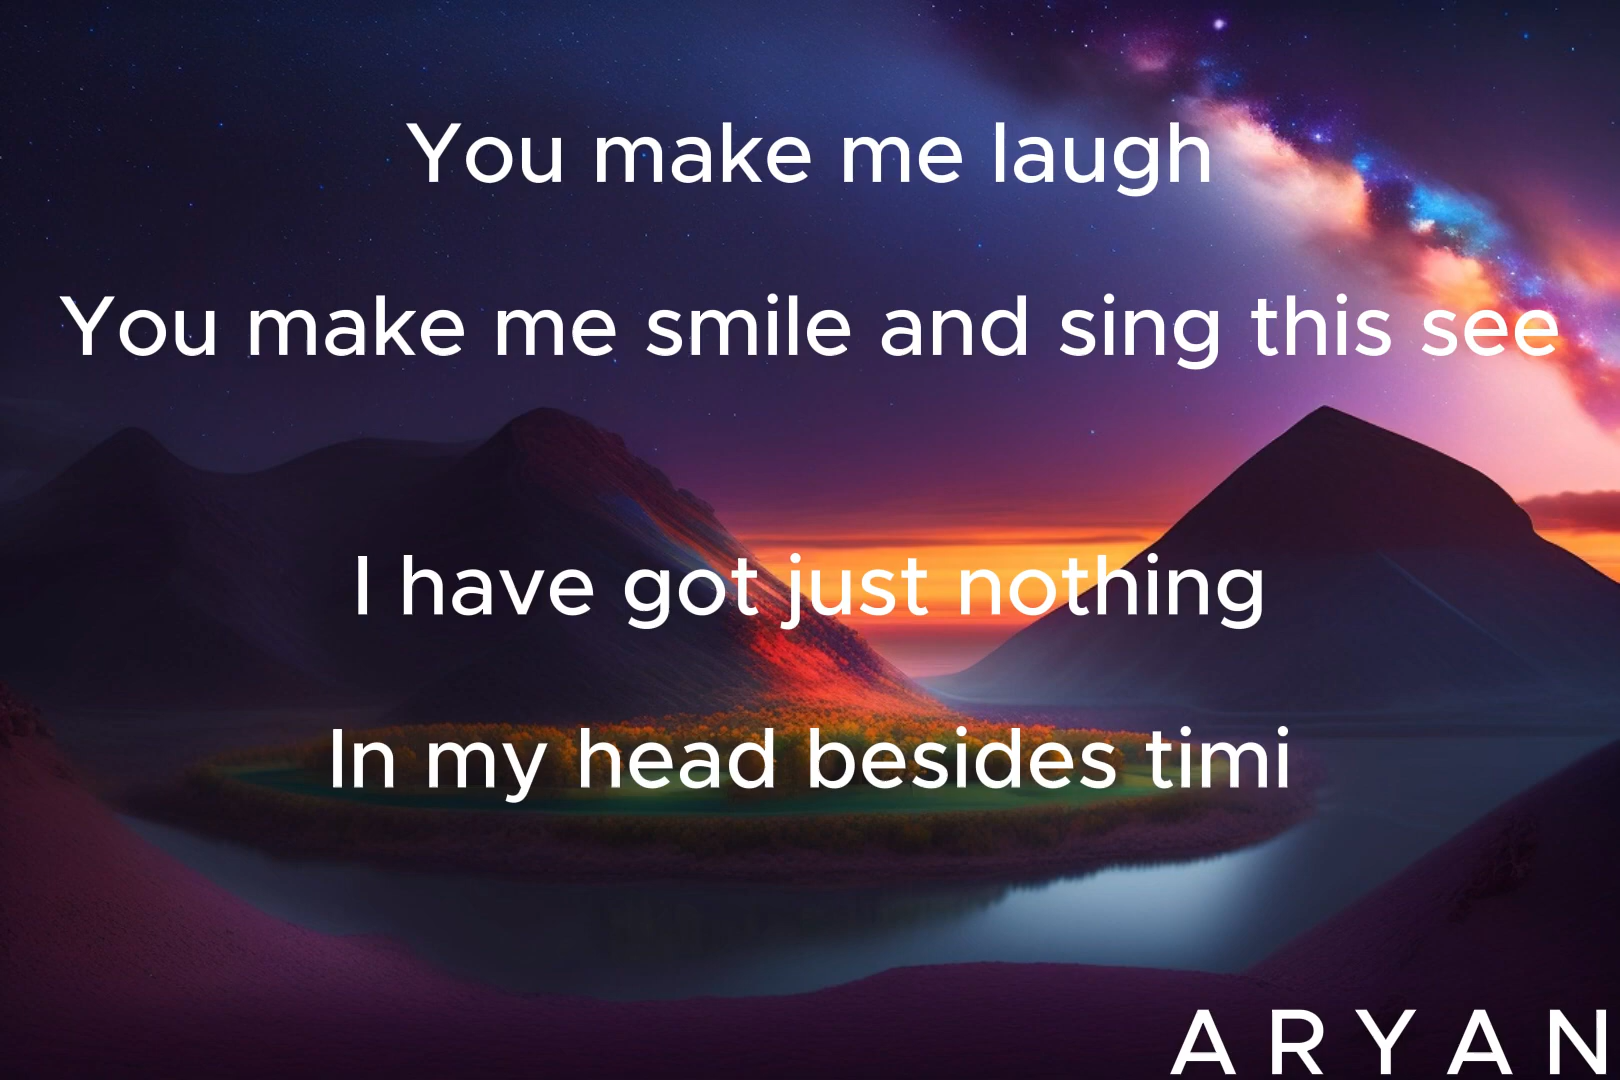 You make me laugh
You make me smile and sing this see
I have got just nothing
In my head besides timi
ARYAN